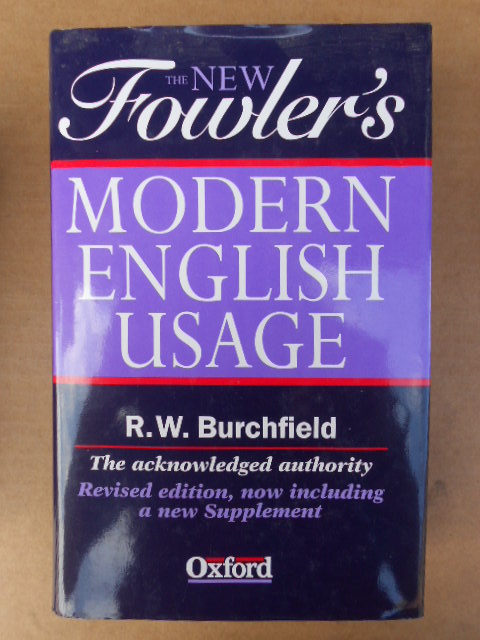 THE NEW
Fowler's
MODERN
ENGLISH
USAGE
R.W. Burchfield
The acknowledged authority
Revised edition, now including
a new Supplement
Oxford